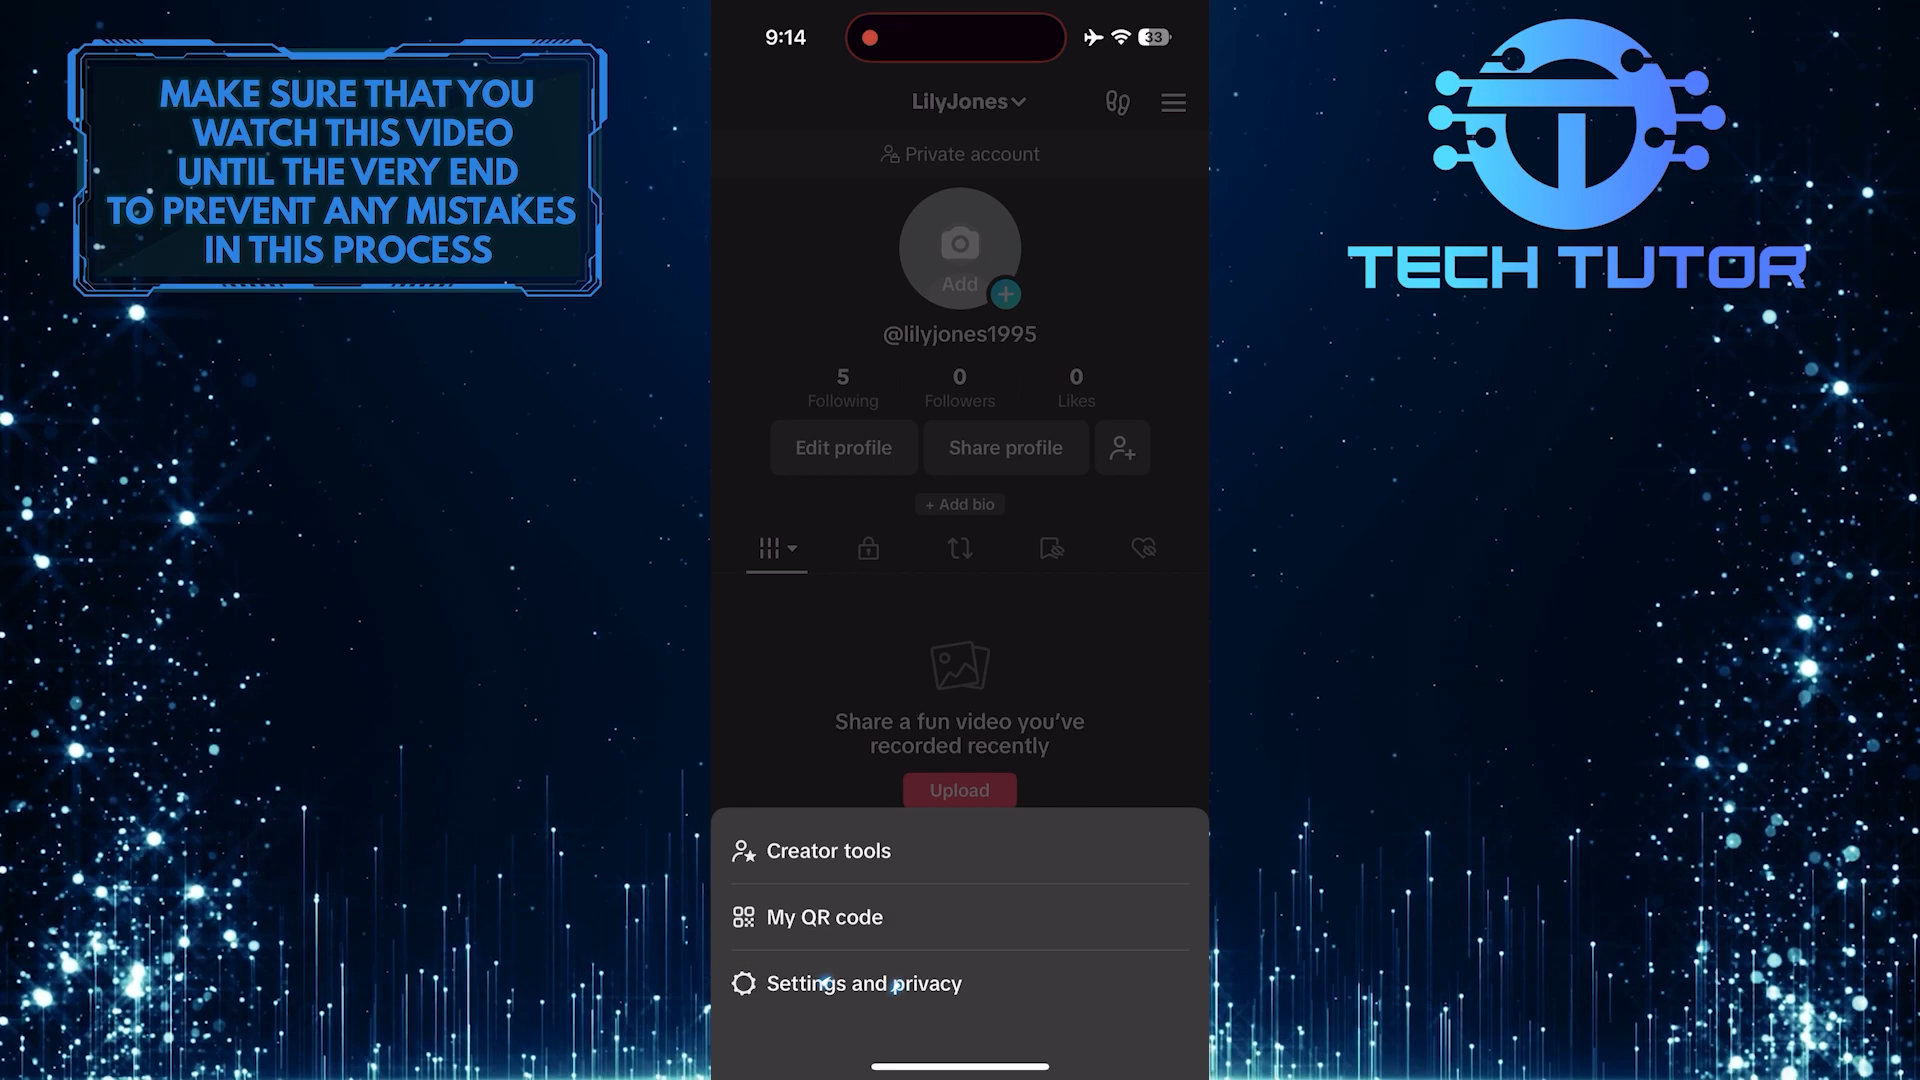 MAKE SURE THAT YOU
WATCH THIS VIDEO
UNTIL THE VERY END
TO PREVENT ANY MISTAKES
IN THIS PROCESS
9:14
33
LilyJones
Private account
Add
@lilyjones1995
5
Following
0
Followers
0
Likes
Edit profile
Share profile
+ Add bio
Share a fun video you've
recorded recently
Upload
Creator tools
My QR code
Settings and privacy
TECH TUTOR